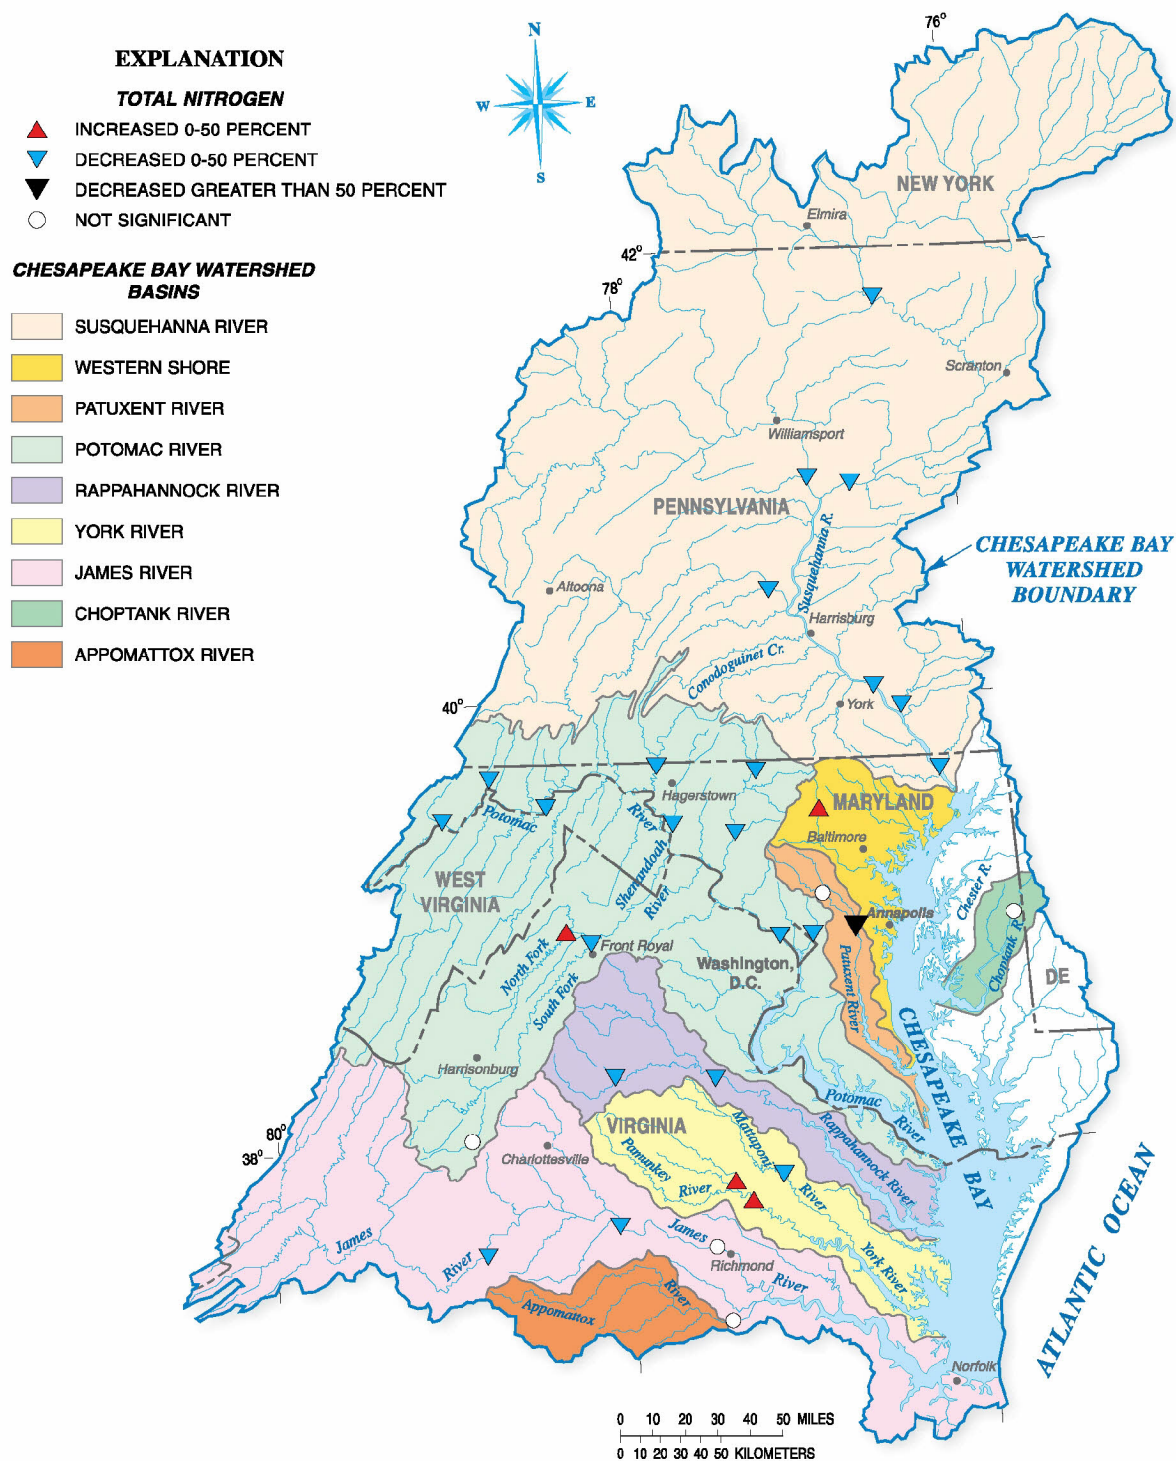 EXPLANATION
TOTAL NITROGEN
INCREASED 0-50 PERCENT
DECREASED 0-50 PERCENT
DECREASED GREATER THAN 50 PERCENT
NOT SIGNIFICANT
CHESAPEAKE BAY WATERSHED
BASINS
SUSQUEHANNA RIVER
WESTERN SHORE
PATUXENT RIVER
POTOMAC RIVER
RAPPAHANNOCK RIVER
YORK RIVER
JAMES RIVER
CHOPTANK RIVER
APPOMATTOX RIVER
N
W
E
S
76°
NEW YORK
Elmira
42°
78°
Scranton
Williamsport
PENNSYLVANIA
Susquehanna R.
CHESAPEAKE BAY
WATERSHED
BOUNDARY
Altoona
Harrisburg
Conodoguinet Cr.
40°
York
Hagerstown
MARYLAND
Potomac
River
Baltimore
Shenandoah
River
WEST
VIRGINIA
Chester R.
Annapolis
Choptank R.
North Fork
Front Royal
South Fork
Washington,
D.C.
Patuxent River
DE
CHESAPEAKE
BAY
Harrisonburg
Potomac
River
80°
38°
VIRGINIA
Charlottesville
Pamunkey
River
Mattaponi
River
Rappahannock River
James
River
James
River
Richmond
York River
Appomattox
River
Norfolk
ATLANTIC OCEAN
0 10 20 30 40 50 MILES
0 10 20 30 40 50 KILOMETERS